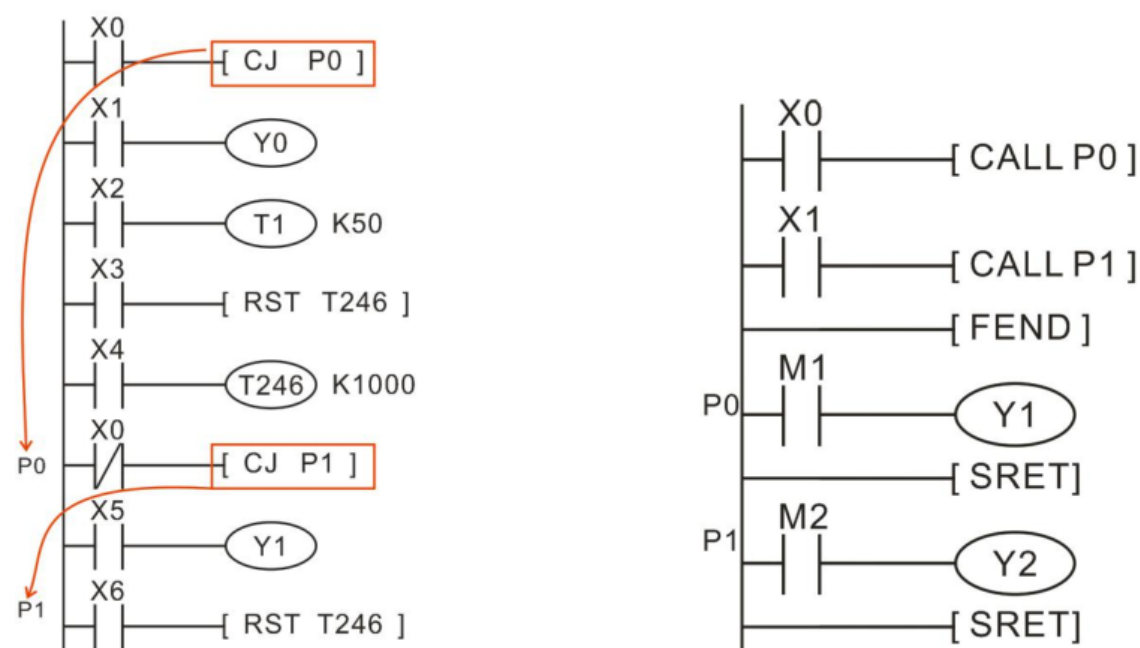 X0
[ CJ P0 ]
X1
Y0
X2
T1 K50
X3
[ RST T246 ]
X4
T246 K1000
X0
P0 [ CJ P1 ]
X5
Y1
X6
P1 [ RST T246 ]
X0
[ CALL P0 ]
X1
[ CALL P1 ]
[ FEND ]
M1
P0 Y1
[ SRET]
M2
P1 Y2
[ SRET]